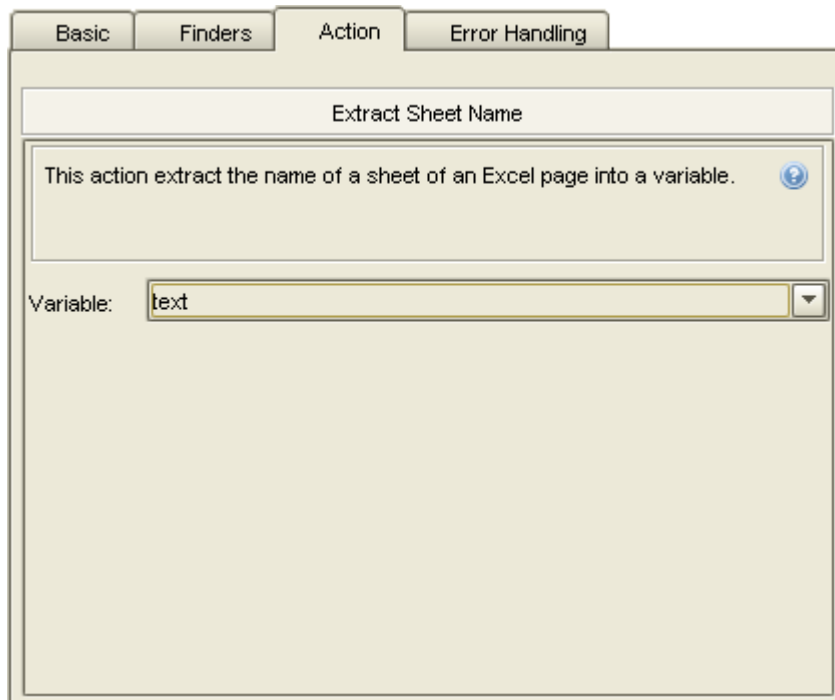 Basic Finders Action Error Handling
Extract Sheet Name
This action extract the name of a sheet of an Excel page into a variable.
Variable: text